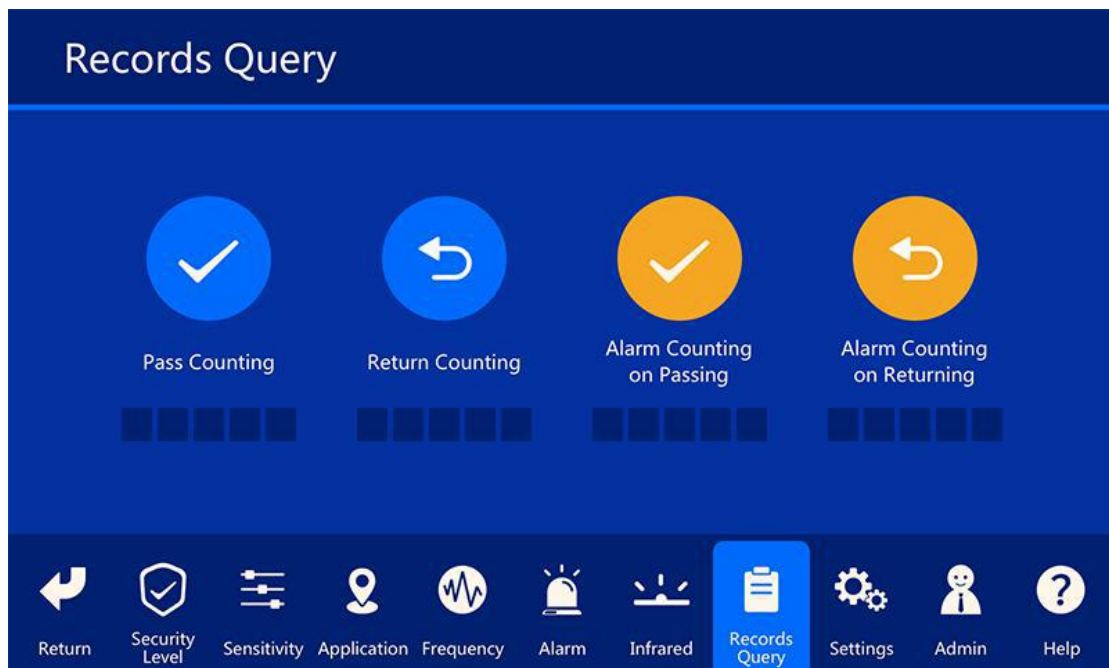 Records Query
Pass Counting
Return Counting
Alarm Counting
on Passing
Alarm Counting
on Returning
Return
Security
Level
Sensitivity
Application
Frequency
Alarm
Infrared
Records
Query
Settings
Admin
?
Help